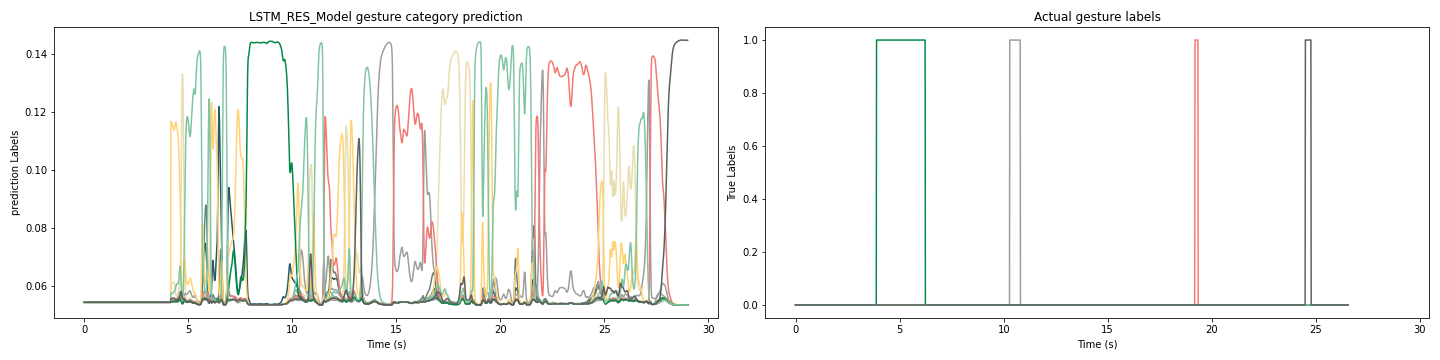 LSTM_RES_Model gesture category prediction
prediction Labels
0.14
0.12
0.10
0.08
0.06
0 5 10 15 20 25 30
Time (s)
Actual gesture labels
True Labels
1.0
0.8
0.6
0.4
0.2
0.0
0 5 10 15 20 25 30
Time (s)